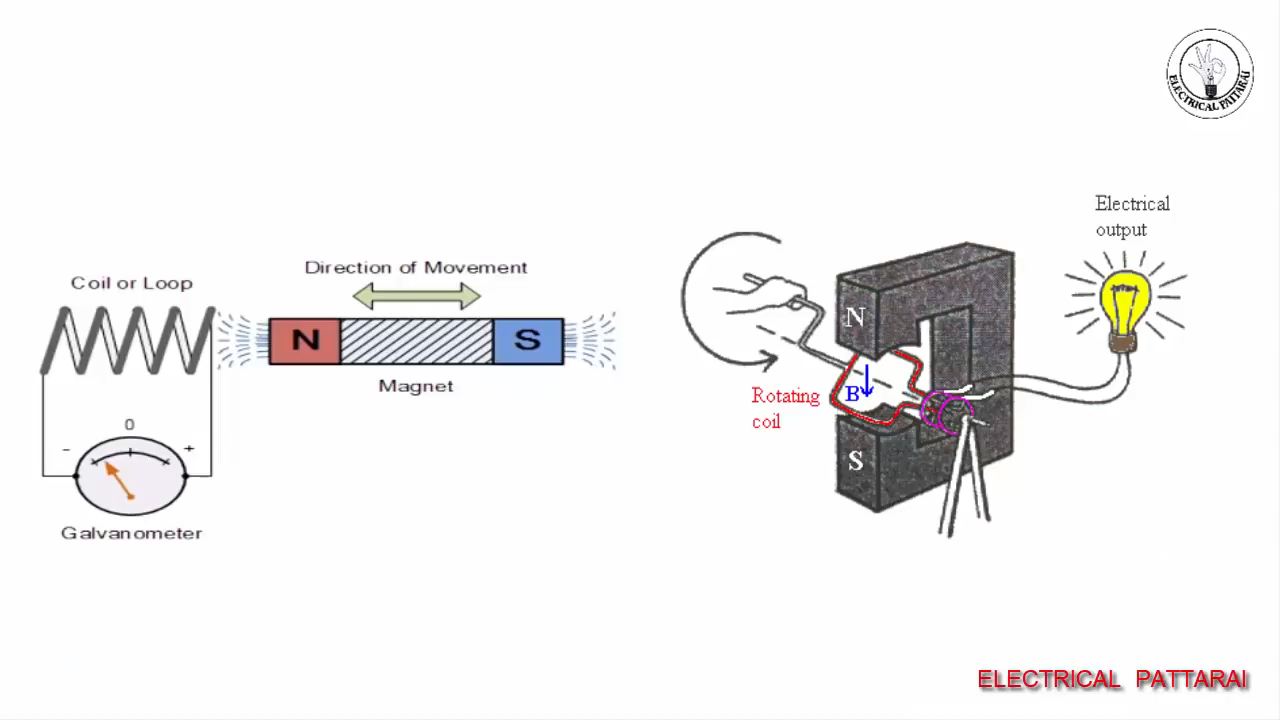 ELECTRICAL PATTARAI
Electrical
output
Direction of Movement
Coil or Loop
N
S
Magnet
N
B
Rotating
coil
S
0
-
+
Galvanometer
ELECTRICAL PATTARAI